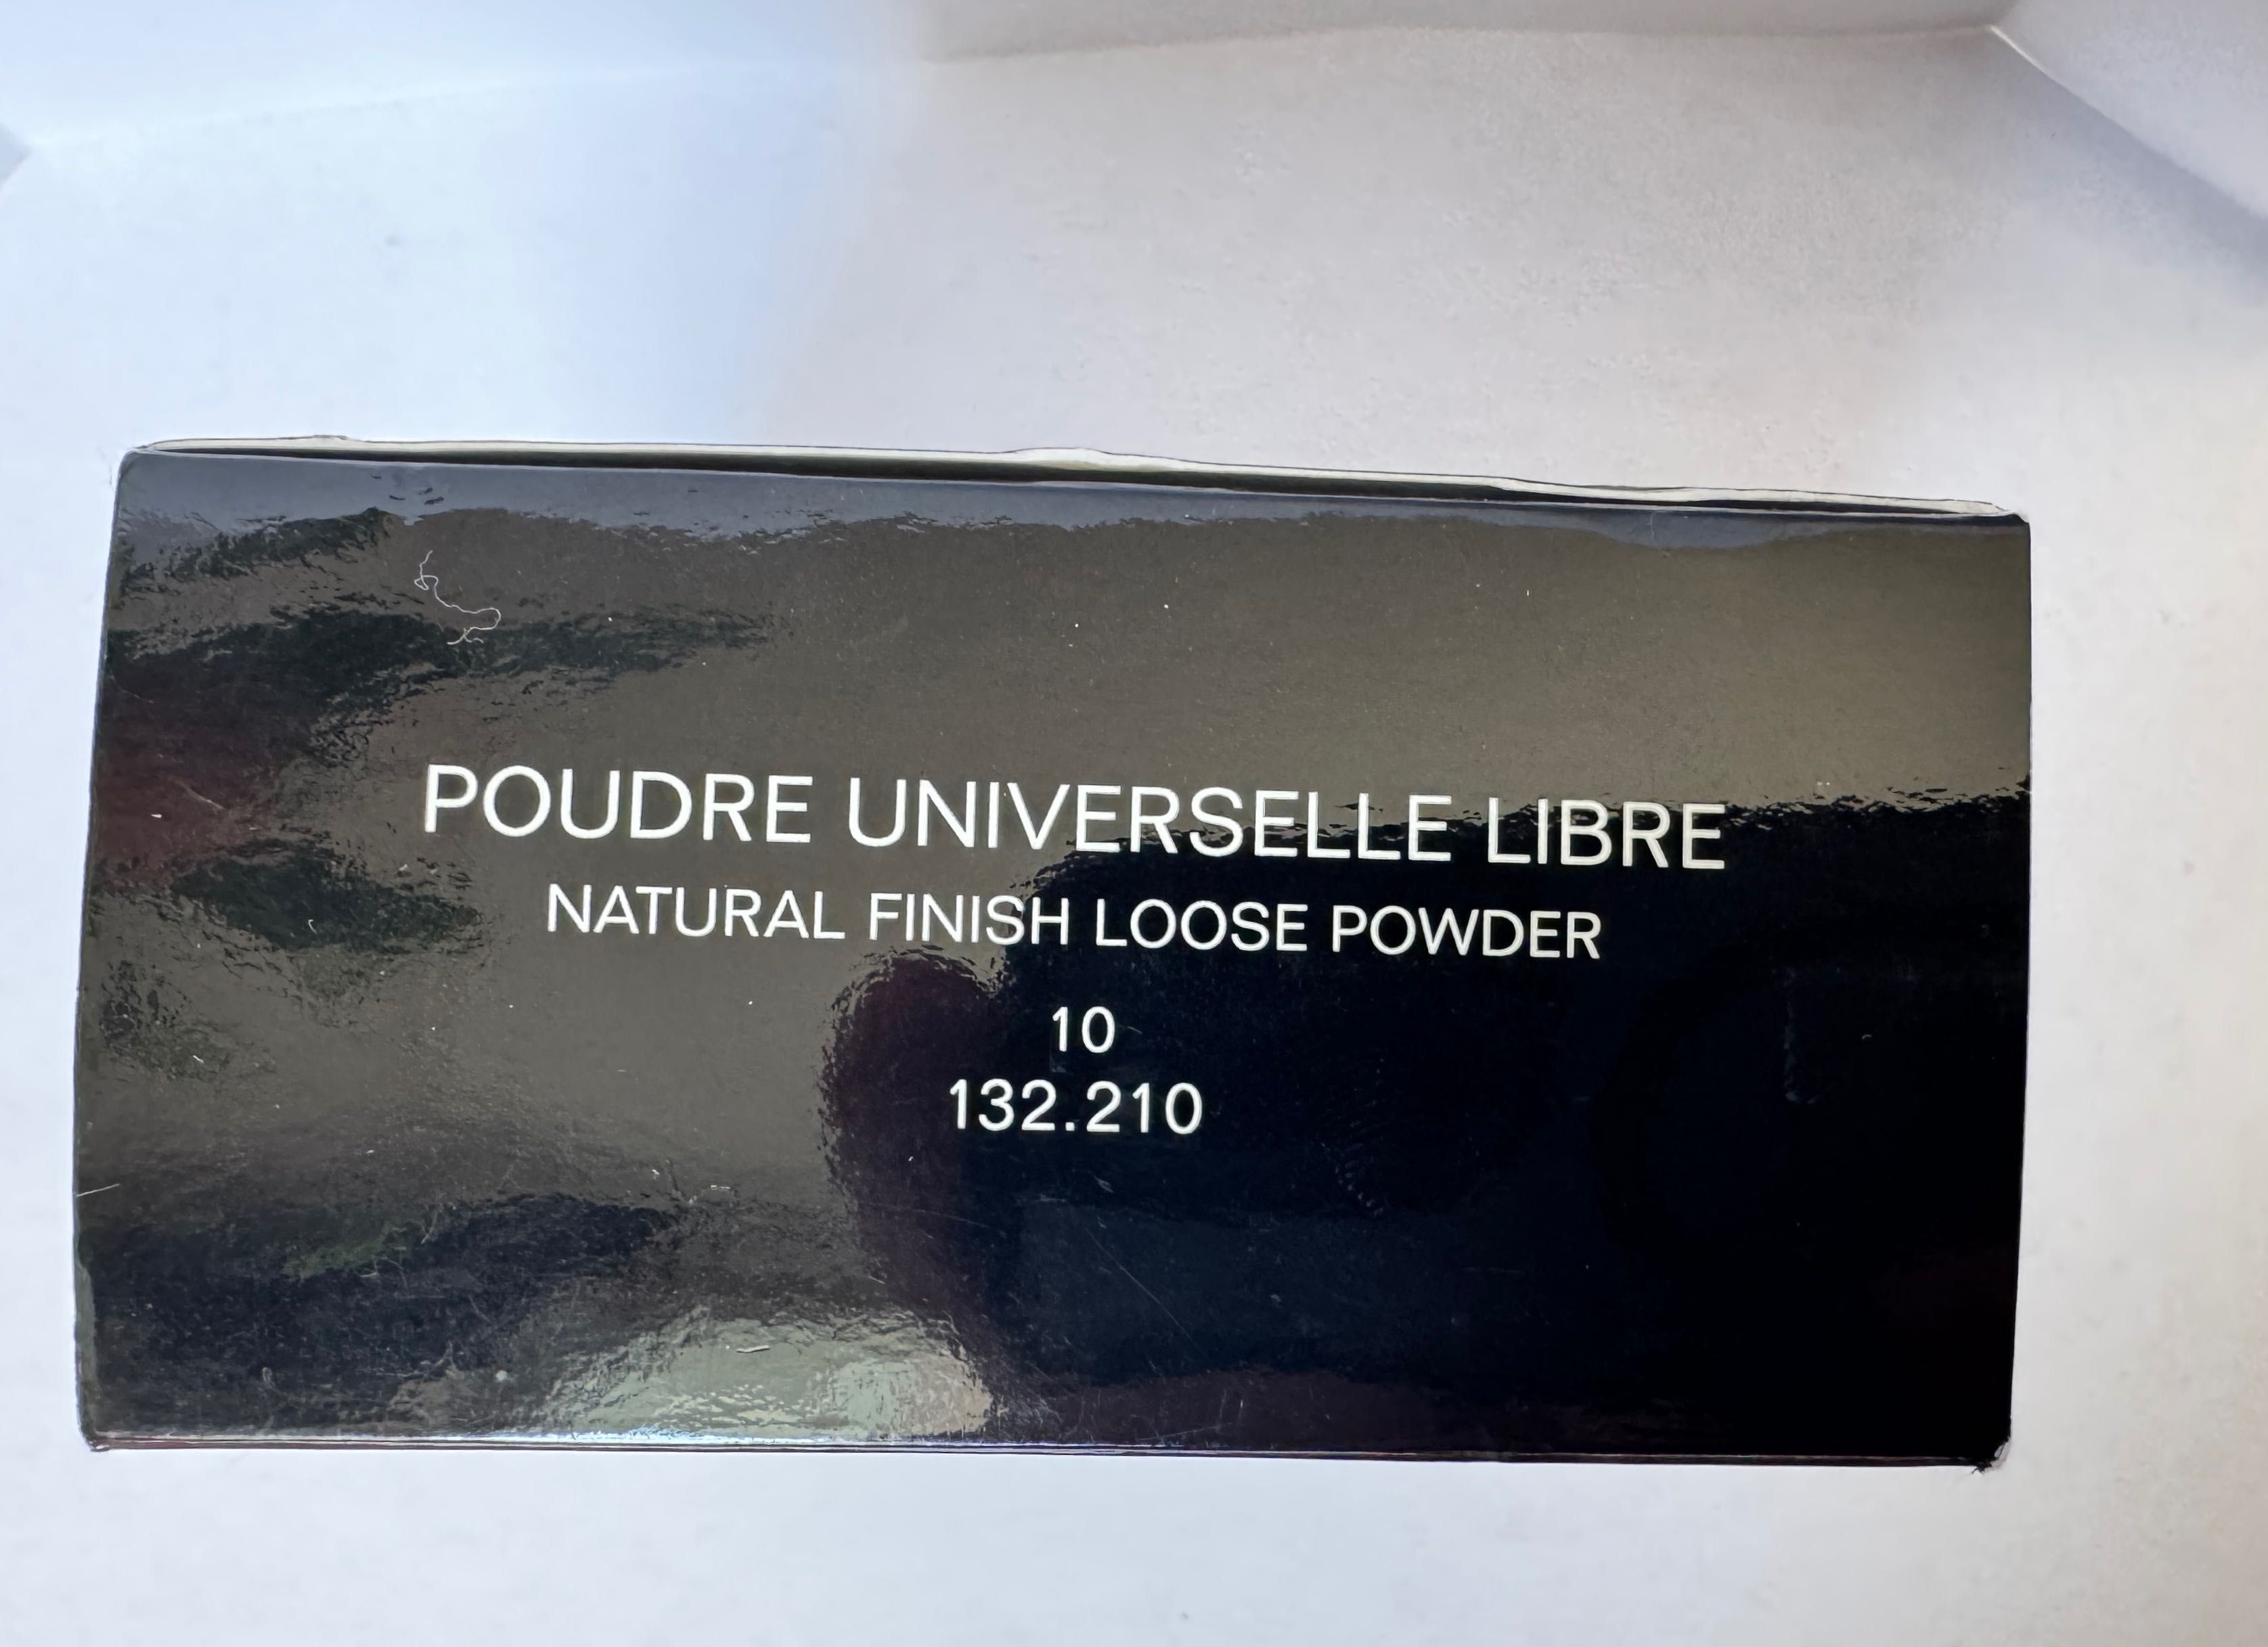 POUDRE UNIVERSELLE LIBRE
NATURAL FINISH LOOSE POWDER
10
132.210